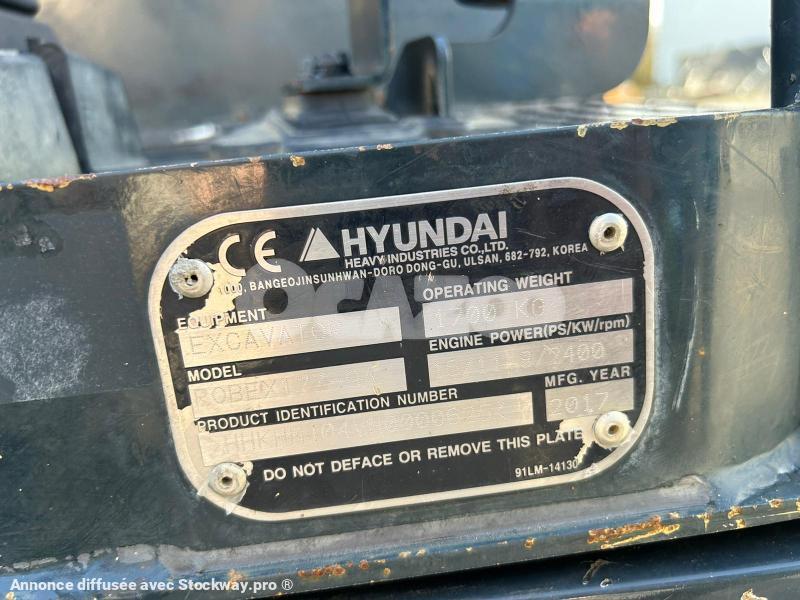 CE HYUNDAI
HEAVY INDUSTRIES CO.,LTD.
1000, BANGEOJINSUNHWAN-DORO DONG-GU, ULSAN, 682-792, KOREA
EQUIPMENT
OPERATING WEIGHT
EXCAVATOR
1700 KG
MODEL
ENGINE POWER(PS/KW/rpm)
/2400
PRODUCT IDENTIFICATION NUMBER
MFG. YEAR
2017
DO NOT DEFACE OR REMOVE THIS PLATE
91LM-14130
Annonce diffusée avec Stockway.pro ®